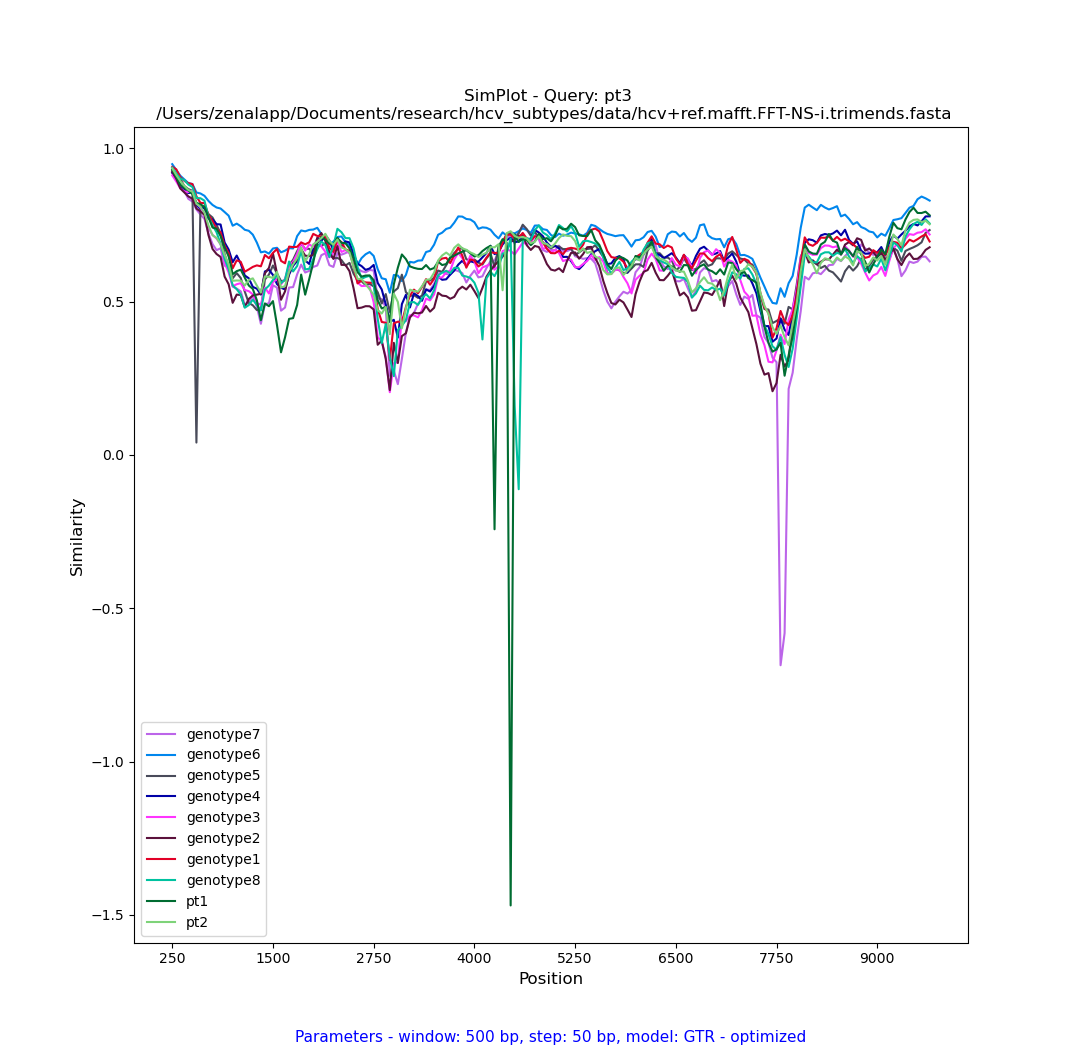 SimPlot - Query: pt3
/Users/zenalapp/Documents/research/hcv_subtypes/data/hcv+ref.mafft.FFT-NS-i.trimends.fasta
1.0
0.5
0.0
−0.5
−1.0
−1.5
Similarity
genotype7
genotype6
genotype5
genotype4
genotype3
genotype2
genotype1
genotype8
pt1
pt2
250 1500 2750 4000 5250 6500 7750 9000
Position
Parameters - window: 500 bp, step: 50 bp, model: GTR - optimized